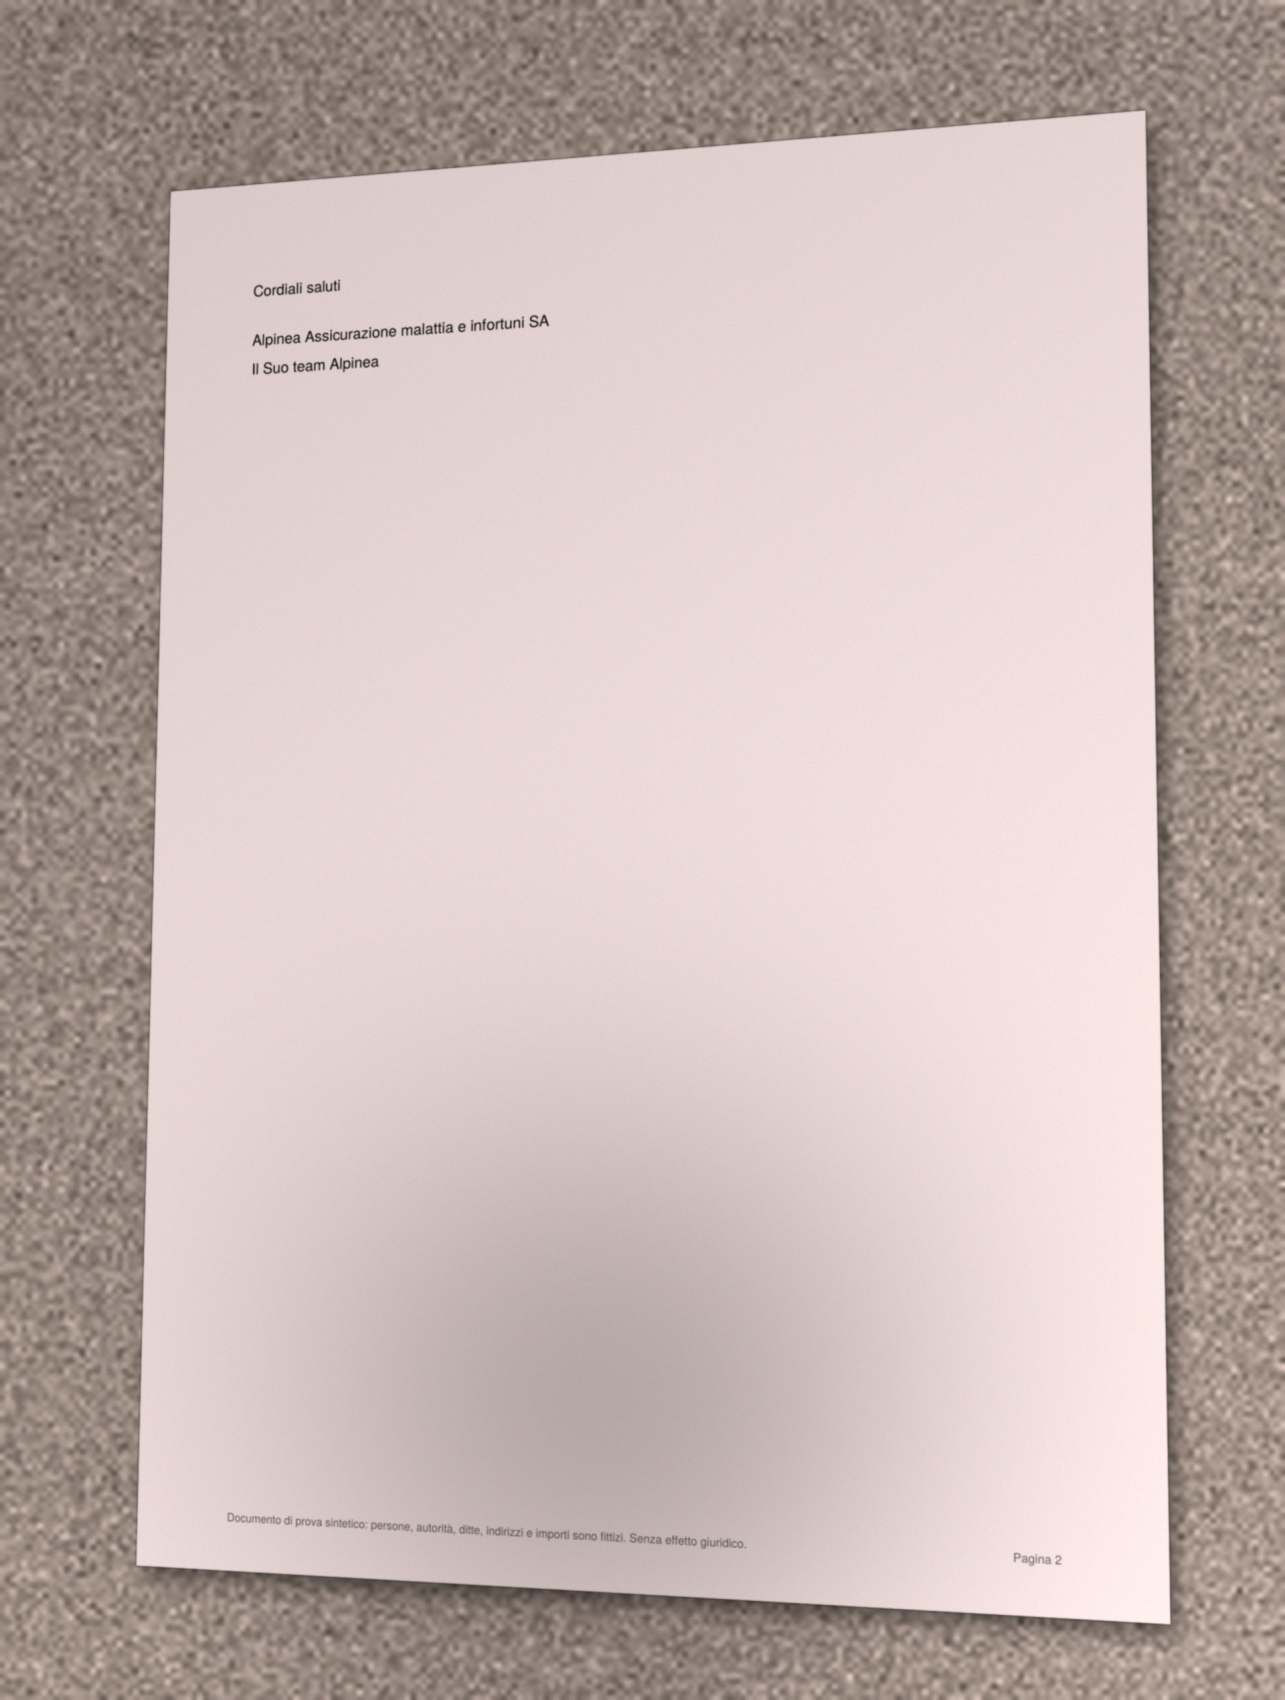 Cordiali saluti
Alpinea Assicurazione malattia e infortuni SA
Il Suo team Alpinea
Documento di prova sintetico: persone, autorità, ditte, indirizzi e importi sono fittizi. Senza effetto giuridico.
Pagina 2